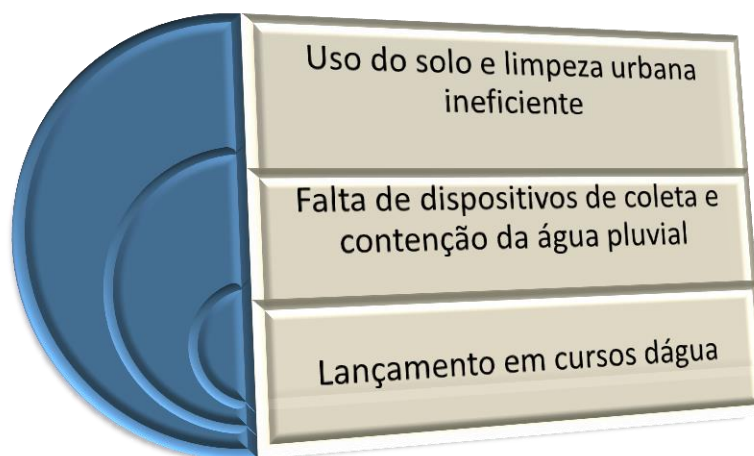 Uso do solo e limpeza urbana
ineficiente
Falta de dispositivos de coleta e
contenção da água pluvial
Lançamento em cursos dágua